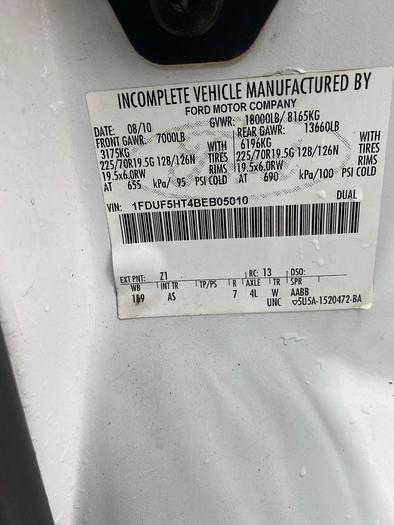 INCOMPLETE VEHICLE MANUFACTURED BY
FORD MOTOR COMPANY
DATE: 08/10 GVWR: 18000LB/ 8165KG
FRONT GAWR: 7000LB REAR GAWR: 13660LB
3175KG WITH 6196KG WITH
225/70R19.5G 128/126N TIRES 225/70R19.5G 128/126N TIRES
19.5x6.0RW RIMS 19.5x6.0RW RIMS
AT 655 kPa/ 95 PSI COLD AT 690 kPa/100 PSI COLD
VIN: 1FDUF5HT4BEB05010 DUAL
EXT PNT: Z1 RC: 13 DSO:
WB INT TR TP/PS R AXLE TR SPR
189 AS 7 4L W AABB
UNC 5U5A-1520472-BA